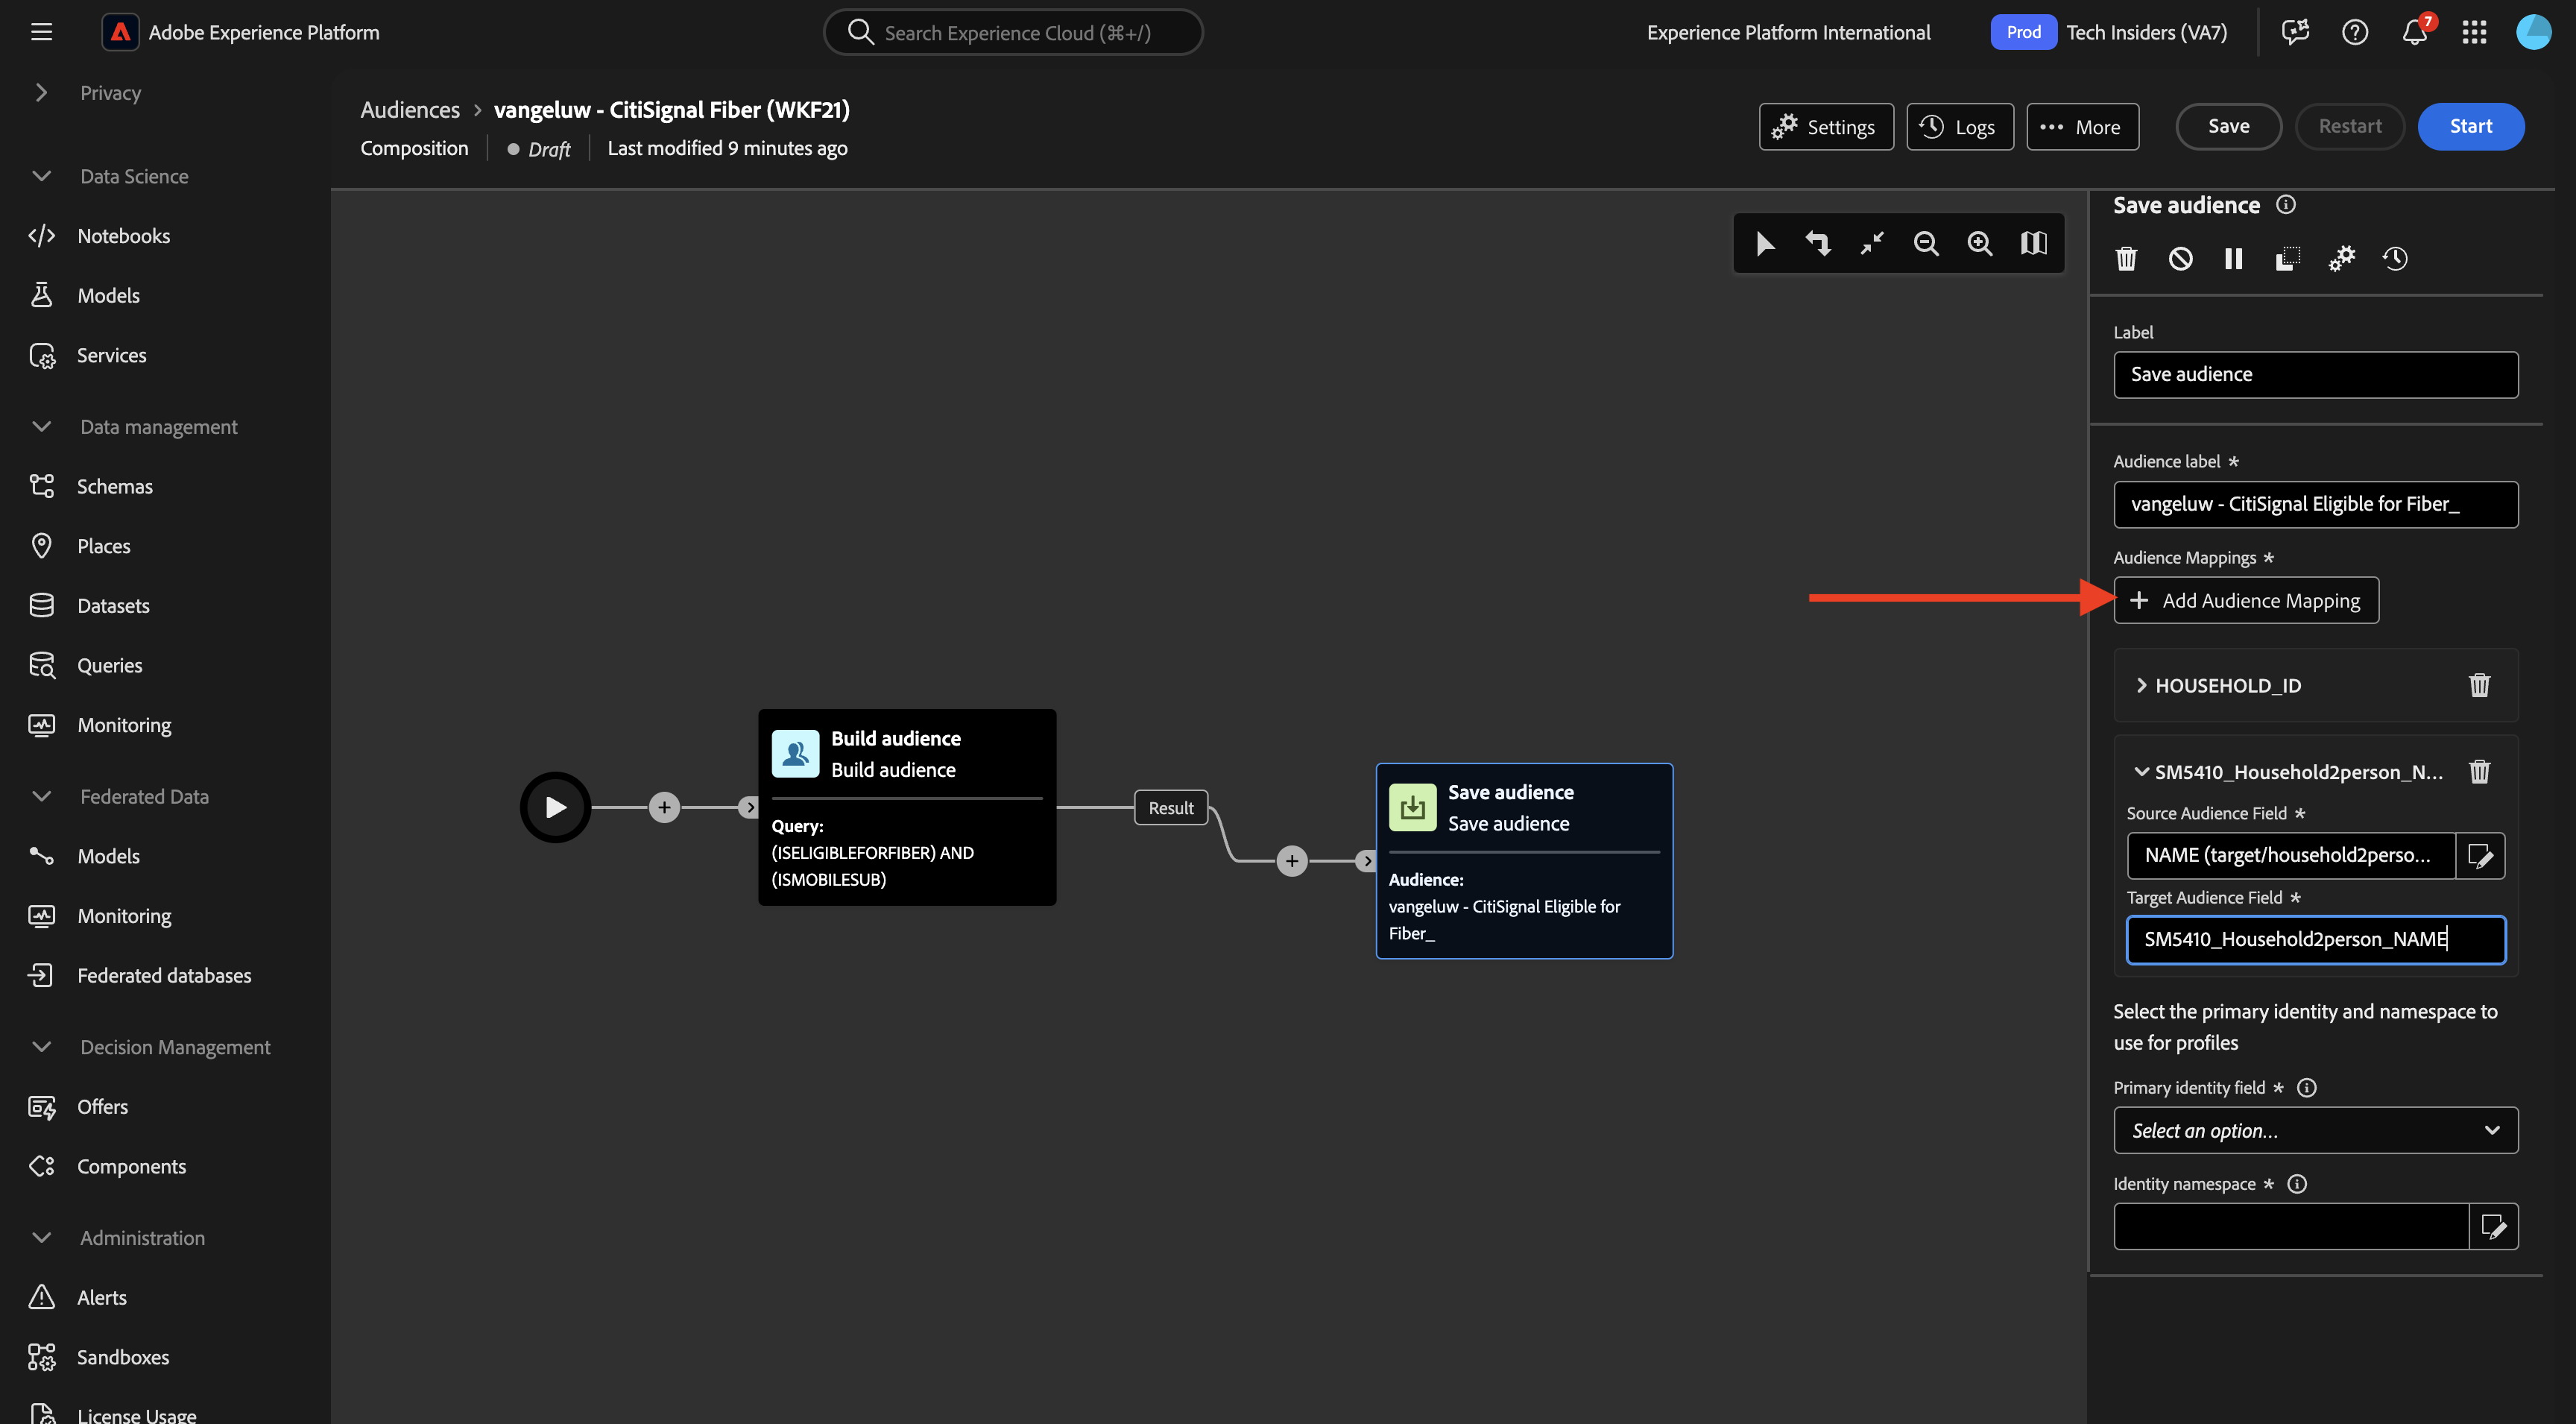 Adobe Experience Platform
Search Experience Cloud (⌘+/)
Experience Platform International
Prod
Tech Insiders (VA7)
7
Privacy
Data Science
Notebooks
Models
Services
Data management
Schemas
Places
Datasets
Queries
Monitoring
Federated Data
Models
Monitoring
Federated databases
Decision Management
Offers
Components
Administration
Alerts
Sandboxes
License Usage
Audiences > vangeluw - CitiSignal Fiber (WKF21)
Composition
Draft
Last modified 9 minutes ago
Settings
Logs
More
Save
Restart
Start
Build audience
Build audience
Query:
(ISELIGIBLEFORFIBER) AND
(ISMOBILESUB)
Result
Save audience
Save audience
Audience:
vangeluw - CitiSignal Eligible for
Fiber_
Save audience
Label
Save audience
Audience label *
vangeluw - CitiSignal Eligible for Fiber_
Audience Mappings *
Add Audience Mapping
HOUSEHOLD_ID
SM5410_Household2person_N...
Source Audience Field *
NAME (target/household2perso...
Target Audience Field *
SM5410_Household2person_NAME
Select the primary identity and namespace to
use for profiles
Primary identity field *
Select an option...
Identity namespace *